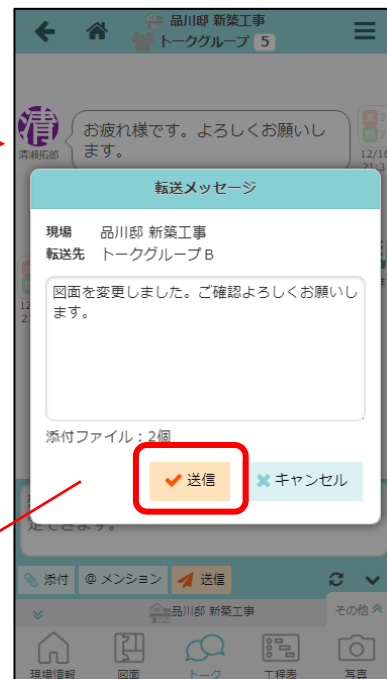 品川邸 新築工事
トークグループ 5
清
お疲れ様です。よろしくお願いし
ます。
清瀬拓郎
12/16
転送メッセージ
現場 品川邸 新築工事
転送先 トークグループB
図面を変更しました。ご確認よろしくお願いし
ます。
添付ファイル:2個
送信 キャンセル
定できます。
添付 @ メンション 送信
品川邸 新築工事 その他
現場情報 図面 トーク 工程表 写真